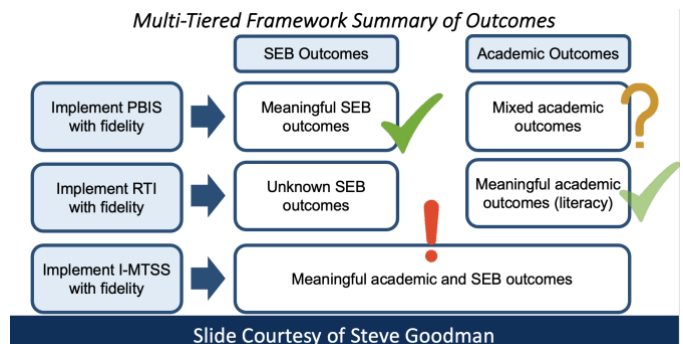 Multi-Tiered Framework Summary of Outcomes
SEB Outcomes
Academic Outcomes
Implement PBIS
with fidelity
Meaningful SEB
outcomes
Mixed academic
outcomes
?
Implement RTI
with fidelity
Unknown SEB
outcomes
Meaningful academic
outcomes (literacy)
!
Implement I-MTSS
with fidelity
Meaningful academic and SEB outcomes
Slide Courtesy of Steve Goodman